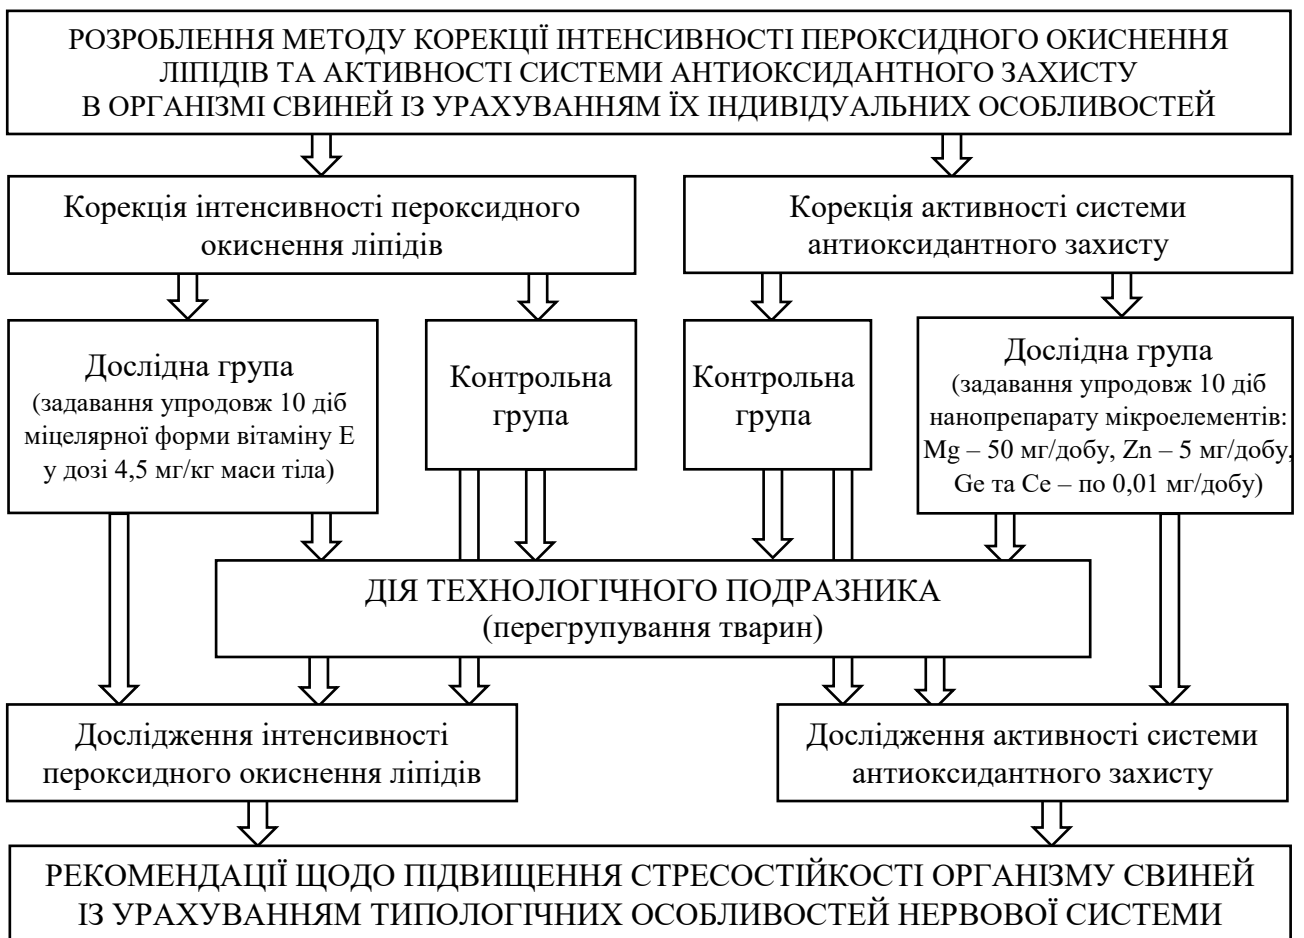 РОЗРОБЛЕННЯ МЕТОДУ КОРЕКЦІЇ ІНТЕНСИВНОСТІ ПЕРОКСИДНОГО ОКИСНЕННЯ
ЛІПІДІВ ТА АКТИВНОСТІ СИСТЕМИ АНТИОКСИДАНТНОГО ЗАХИСТУ
В ОРГАНІЗМІ СВИНЕЙ ІЗ УРАХУВАННЯМ ЇХ ІНДИВІДУАЛЬНИХ ОСОБЛИВОСТЕЙ
Корекція інтенсивності пероксидного
окиснення ліпідів
Корекція активності системи
антиоксидантного захисту
Дослідна група
(задавання упродовж 10 діб
міцелярної форми вітаміну Е
у дозі 4,5 мг/кг маси тіла)
Контрольна
група
Контрольна
група
Дослідна група
(задавання упродовж 10 діб
нанопрепарату мікроелементів:
Mg – 50 мг/добу, Zn – 5 мг/добу,
Ge та Ce – по 0,01 мг/добу)
ДІЯ ТЕХНОЛОГІЧНОГО ПОДРАЗНИКА
(перегрупування тварин)
Дослідження інтенсивності
пероксидного окиснення ліпідів
Дослідження активності системи
антиоксидантного захисту
РЕКОМЕНДАЦІЇ ЩОДО ПІДВИЩЕННЯ СТРЕСОСТІЙКОСТІ ОРГАНІЗМУ СВИНЕЙ
ІЗ УРАХУВАННЯМ ТИПОЛОГІЧНИХ ОСОБЛИВОСТЕЙ НЕРВОВОЇ СИСТЕМИ